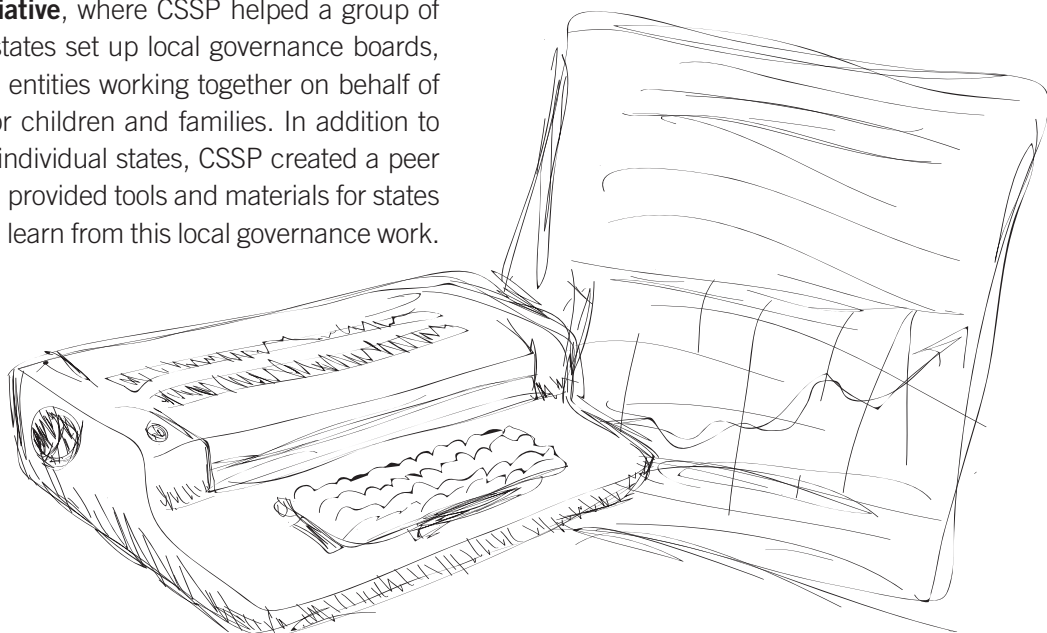 iative, where CSSP helped a group of
states set up local governance boards,
entities working together on behalf of
or children and families. In addition to
individual states, CSSP created a peer
provided tools and materials for states
learn from this local governance work.